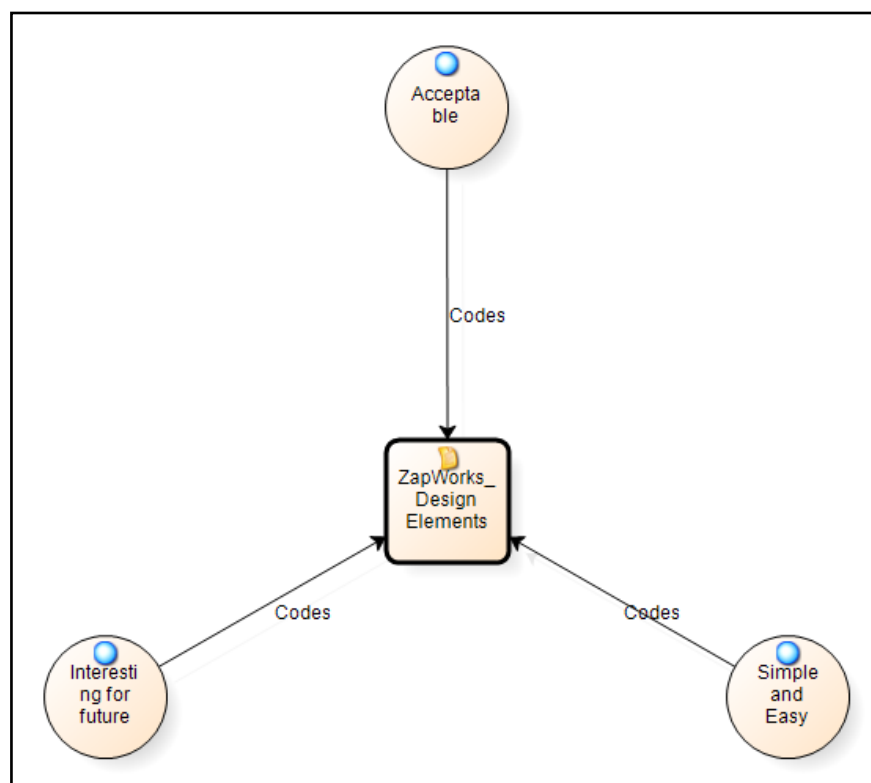 Accepta
ble
Codes
ZapWorks_
Design
Elements
Codes
Codes
Interesti
ng for
future
Simple
and
Easy